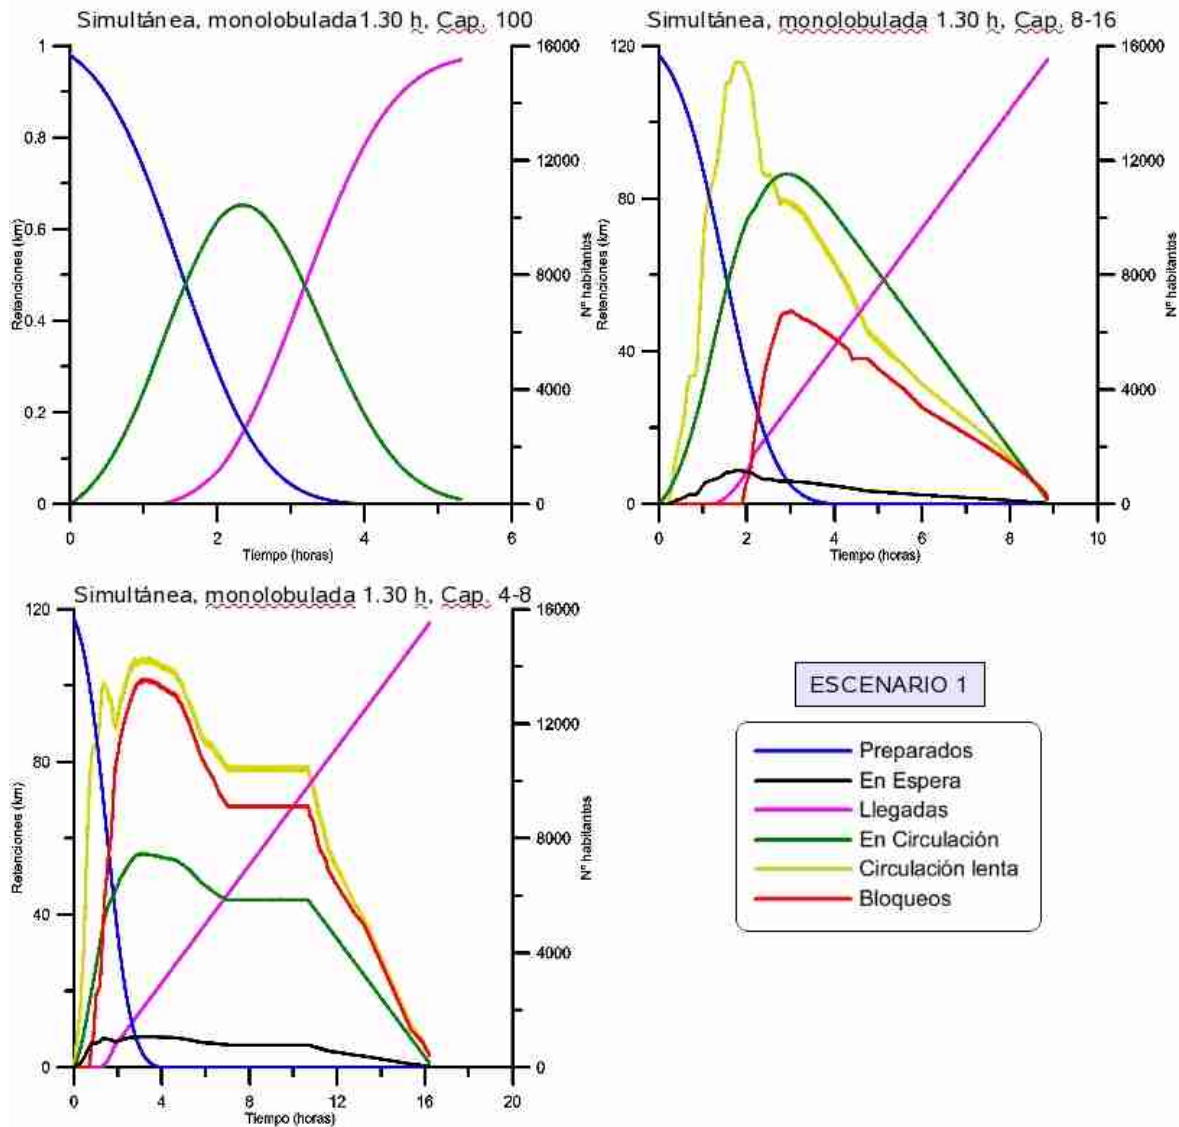 Simultánea, monolobulada 1.30 h, Cap. 100
1
0.8
0.6
0.4
0.2
0
Retenciones (km)
16000
12000
8000
4000
0
Nº habitantos
0
2
4
6
Tiempo (horas)
Simultánea, monolobulada 1.30 h, Cap. 8-16
120
80
40
0
Retenciones (km)
16000
12000
8000
4000
0
Nº habitantos
0
2
4
6
8
10
Tiempo (horas)
Simultánea, monolobulada 1.30 h, Cap. 4-8
120
80
40
0
Retenciones (km)
16000
12000
8000
4000
0
Nº habitantos
0
4
8
12
16
20
Tiempo (horas)
ESCENARIO 1
Preparados
En Espera
Llegadas
En Circulación
Circulación lenta
Bloqueos